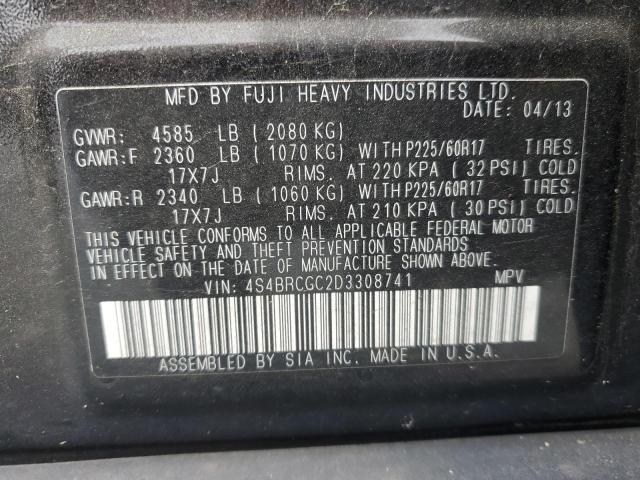 MFD BY FUJI HEAVY INDUSTRIES LTD.
DATE: 04/13
GVWR: 4585 LB ( 2080 KG)
GAWR:F 2360 LB ( 1070 KG) WITH P225/60R17 TIRES.
17X7J RIMS. AT 220 KPA ( 32 PSI) COLD
GAWR:R 2340 LB ( 1060 KG) WITH P225/60R17 TIRES.
17X7J RIMS. AT 210 KPA ( 30 PSI) COLD
THIS VEHICLE CONFORMS TO ALL APPLICABLE FEDERAL MOTOR
VEHICLE SAFETY AND THEFT PREVENTION STANDARDS
IN EFFECT ON THE DATE OF MANUFACTURE SHOWN ABOVE.
VIN: 4S4BRCGC2D3308741 MPV
ASSEMBLED BY SIA INC. MADE IN U.S.A.